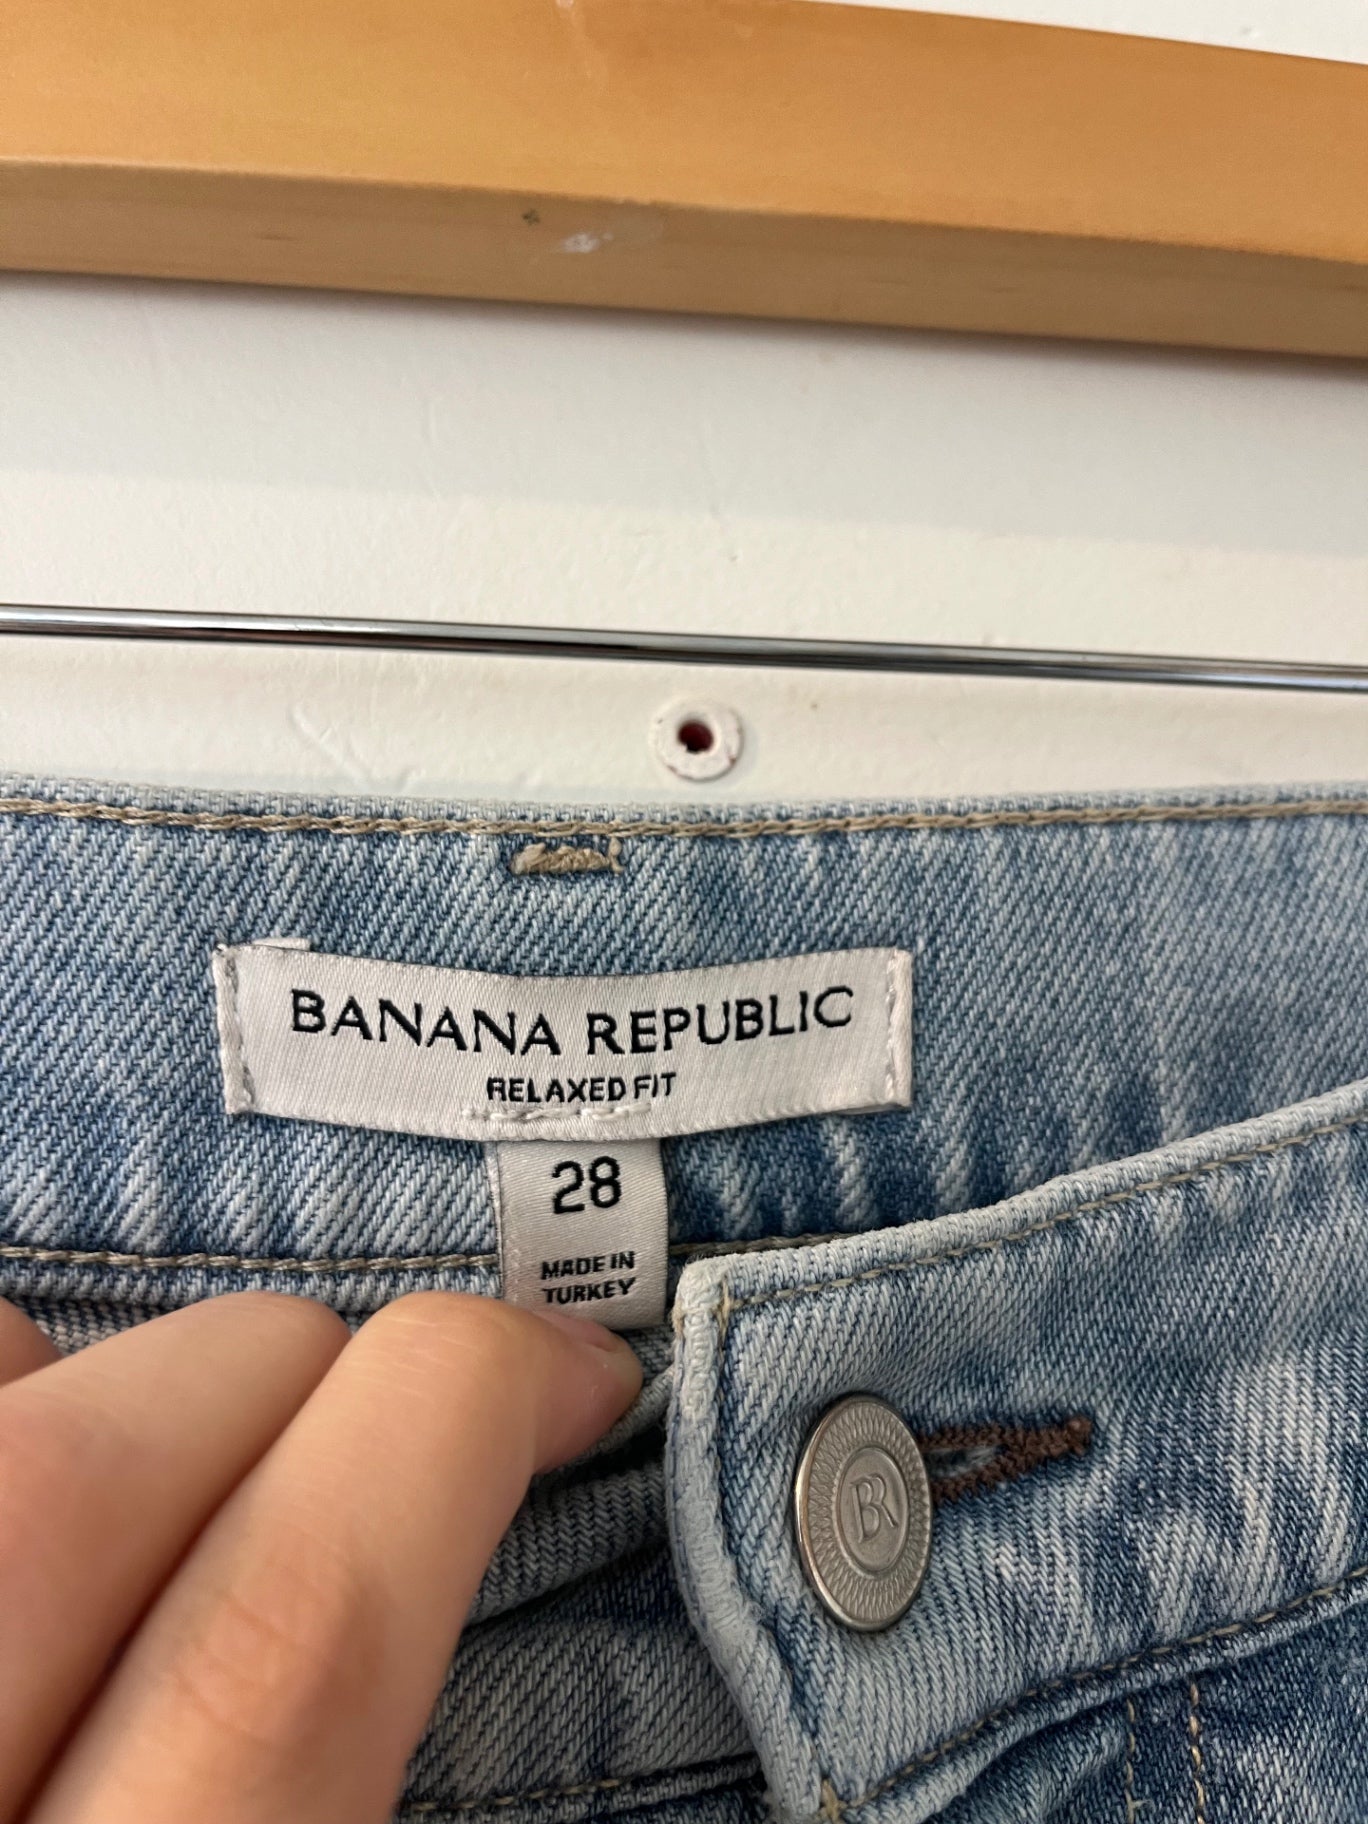 BANANA REPUBLIC
RELAXED FIT
28
MADE IN
TURKEY
BR